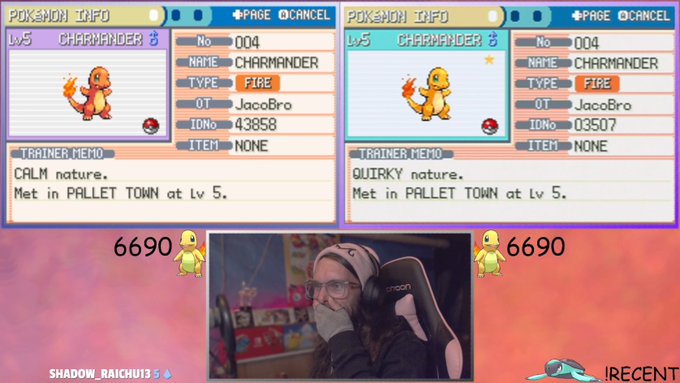 POKéMON INFO
PAGE CANCEL
Lv5 CHARMANDER♂
No 004
NAME CHARMANDER
TYPE FIRE
OT JacoBro
IDNo 43858
ITEM NONE
TRAINER MEMO
CALM nature.
Met in PALLET TOWN at Lv 5.
POKéMON INFO
PAGE CANCEL
Lv5 CHARMANDER♂
No 004
NAME CHARMANDER
TYPE FIRE
OT JacoBro
IDNo 03507
ITEM NONE
TRAINER MEMO
QUIRKY nature.
Met in PALLET TOWN at Lv 5.
6690
6690
SHADOW_RAICHU13 5
!RECENT